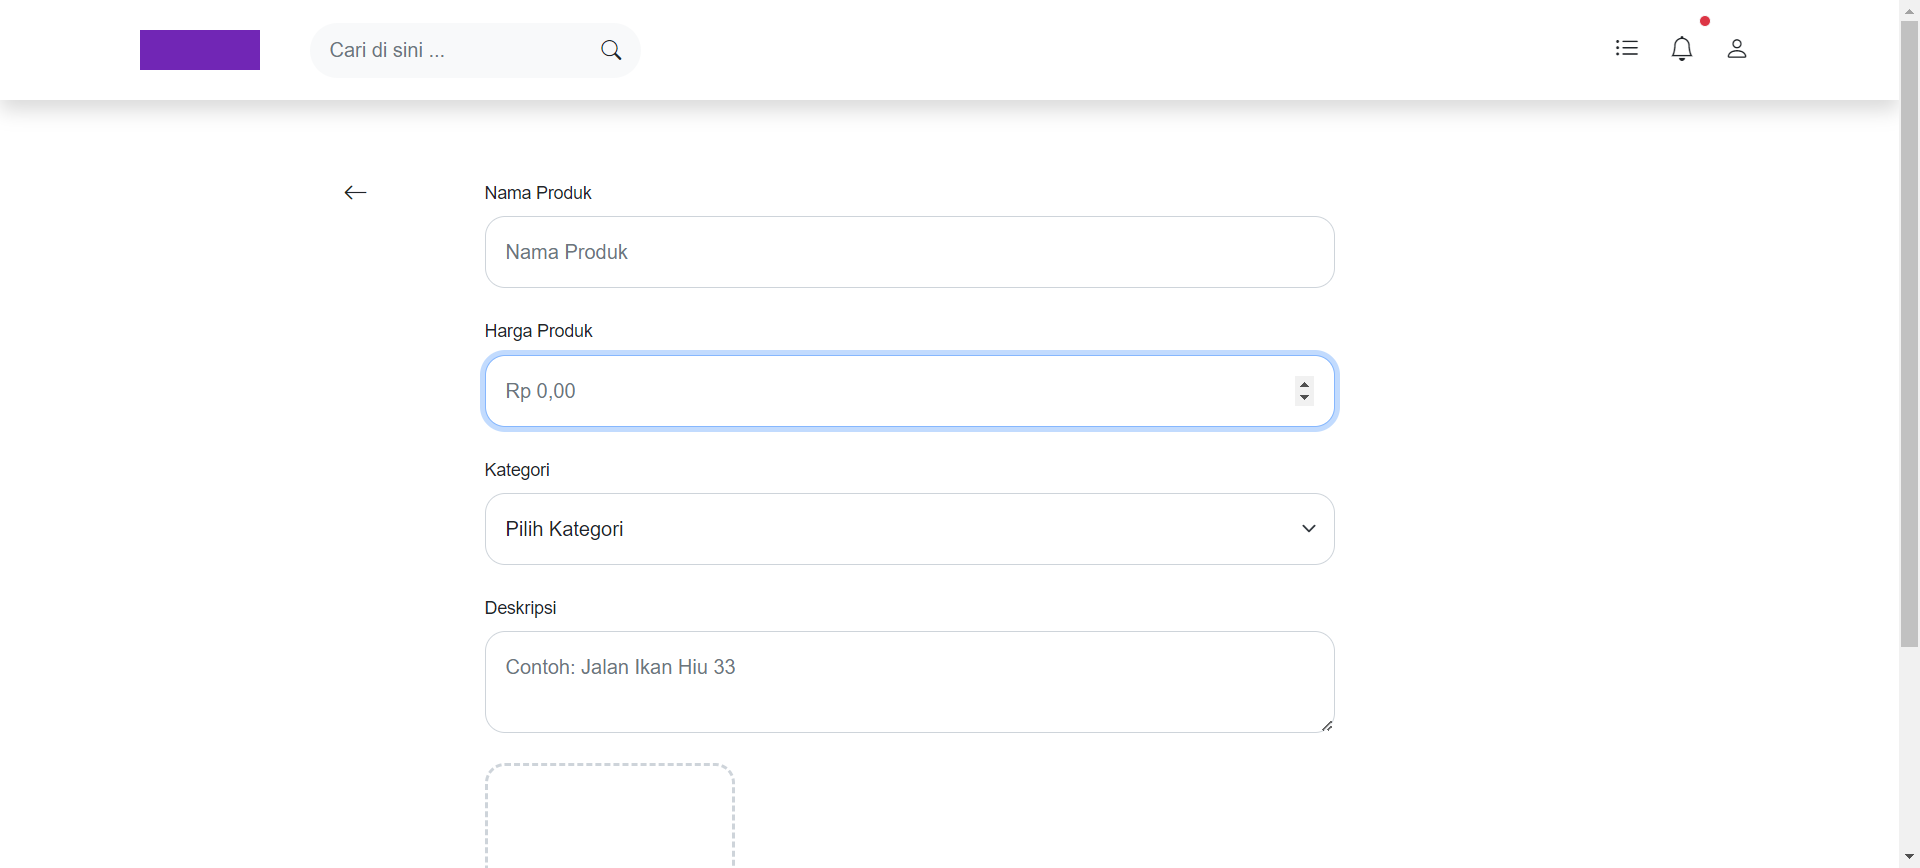 Cari di sini ...
Nama Produk
Nama Produk
Harga Produk
Rp 0,00
Kategori
Pilih Kategori
Deskripsi
Contoh: Jalan Ikan Hiu 33